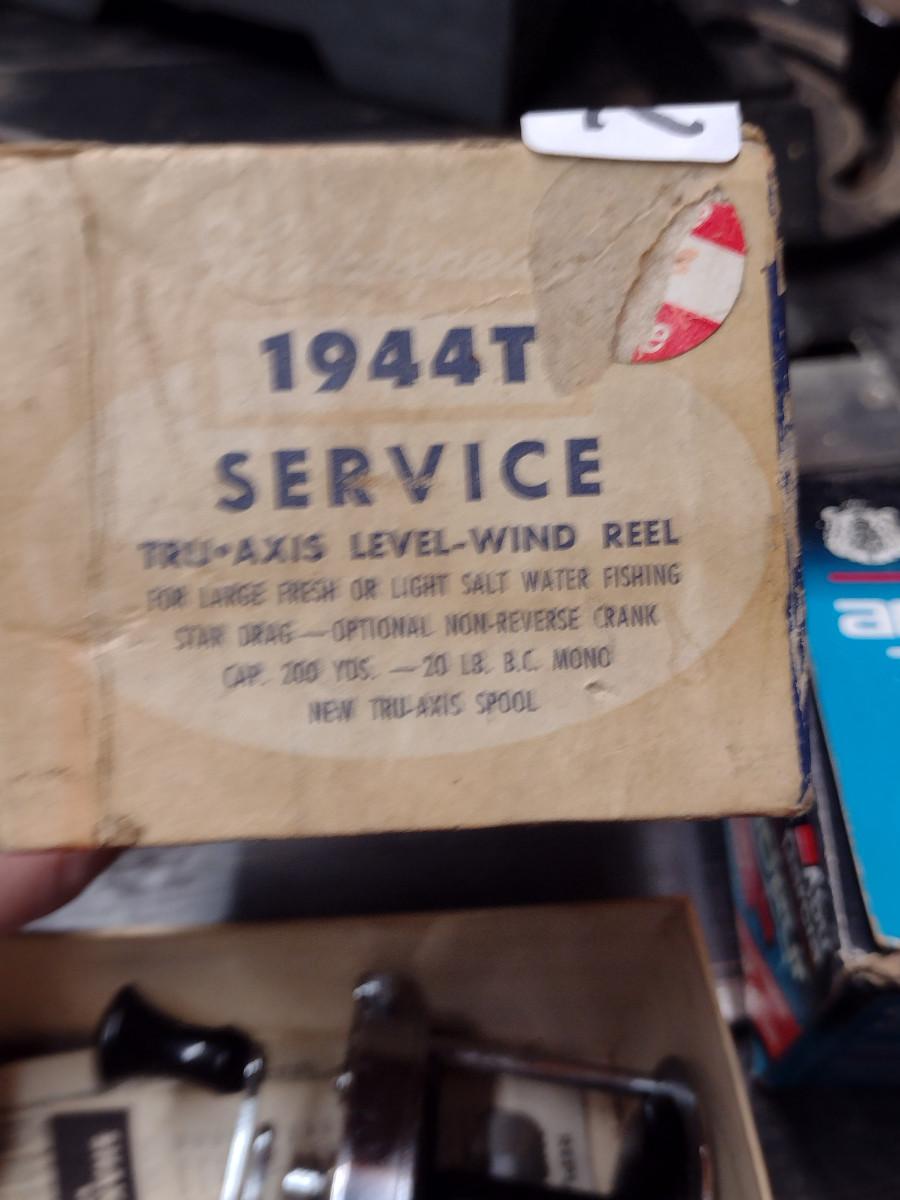 1944T
SERVICE
TRU-AXIS LEVEL-WIND REEL
FOR LARGE FRESH OR LIGHT SALT WATER FISHING
STAR DRAG—OPTIONAL NON-REVERSE CRANK
CAP. 200 YDS. —20 LB. B.C. MONO
NEW TRU-AXIS SPOOL